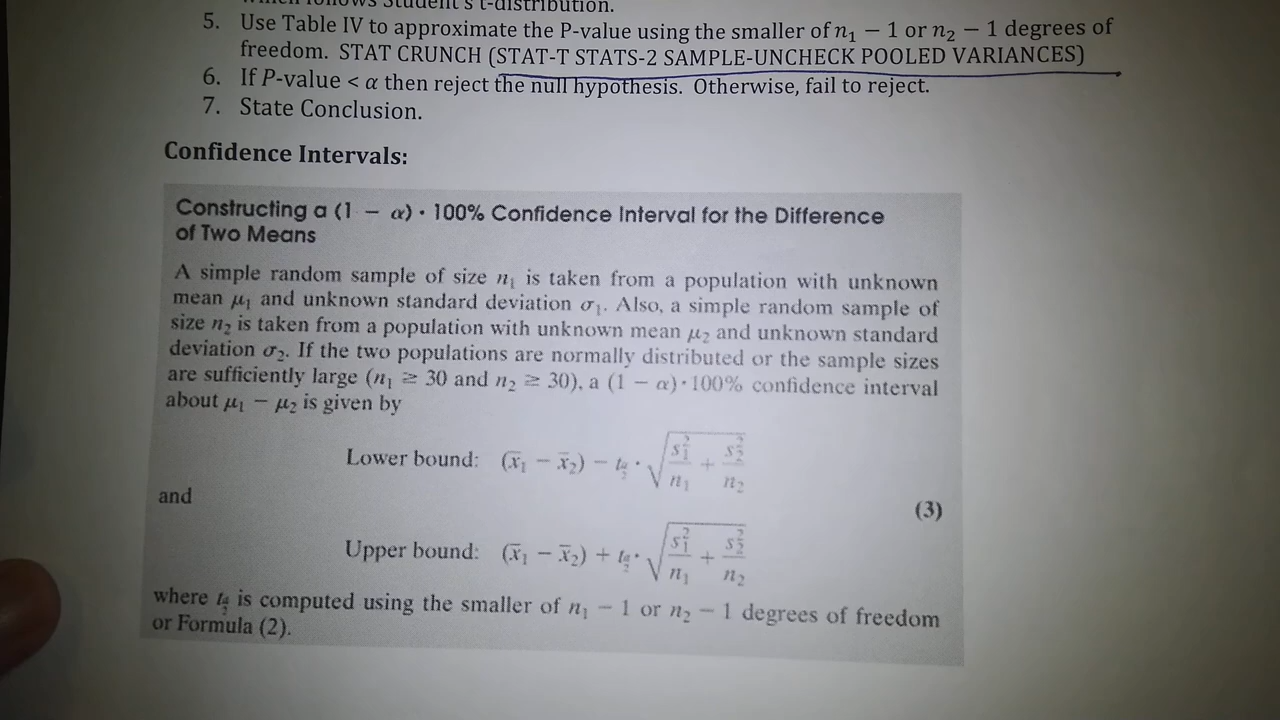 which follows Student's t-distribution.
5. Use Table IV to approximate the P-value using the smaller of n₁ − 1 or n₂ − 1 degrees of
freedom. STAT CRUNCH (STAT-T STATS-2 SAMPLE-UNCHECK POOLED VARIANCES)
6. If P-value < α then reject the null hypothesis. Otherwise, fail to reject.
7. State Conclusion.
Confidence Intervals:
Constructing a (1 − α) · 100% Confidence Interval for the Difference
of Two Means
A simple random sample of size n₁ is taken from a population with unknown
mean μ₁ and unknown standard deviation σ₁. Also, a simple random sample of
size n₂ is taken from a population with unknown mean μ₂ and unknown standard
deviation σ₂. If the two populations are normally distributed or the sample sizes
are sufficiently large (n₁ ≥ 30 and n₂ ≥ 30), a (1 − α) · 100% confidence interval
about μ₁ − μ₂ is given by
Lower bound: (x̄₁ − x̄₂) − t_{α/2} · √(s₁²/n₁ + s₂²/n₂)
and
(3)
Upper bound: (x̄₁ − x̄₂) + t_{α/2} · √(s₁²/n₁ + s₂²/n₂)
where t_{α/2} is computed using the smaller of n₁ − 1 or n₂ − 1 degrees of freedom
or Formula (2).